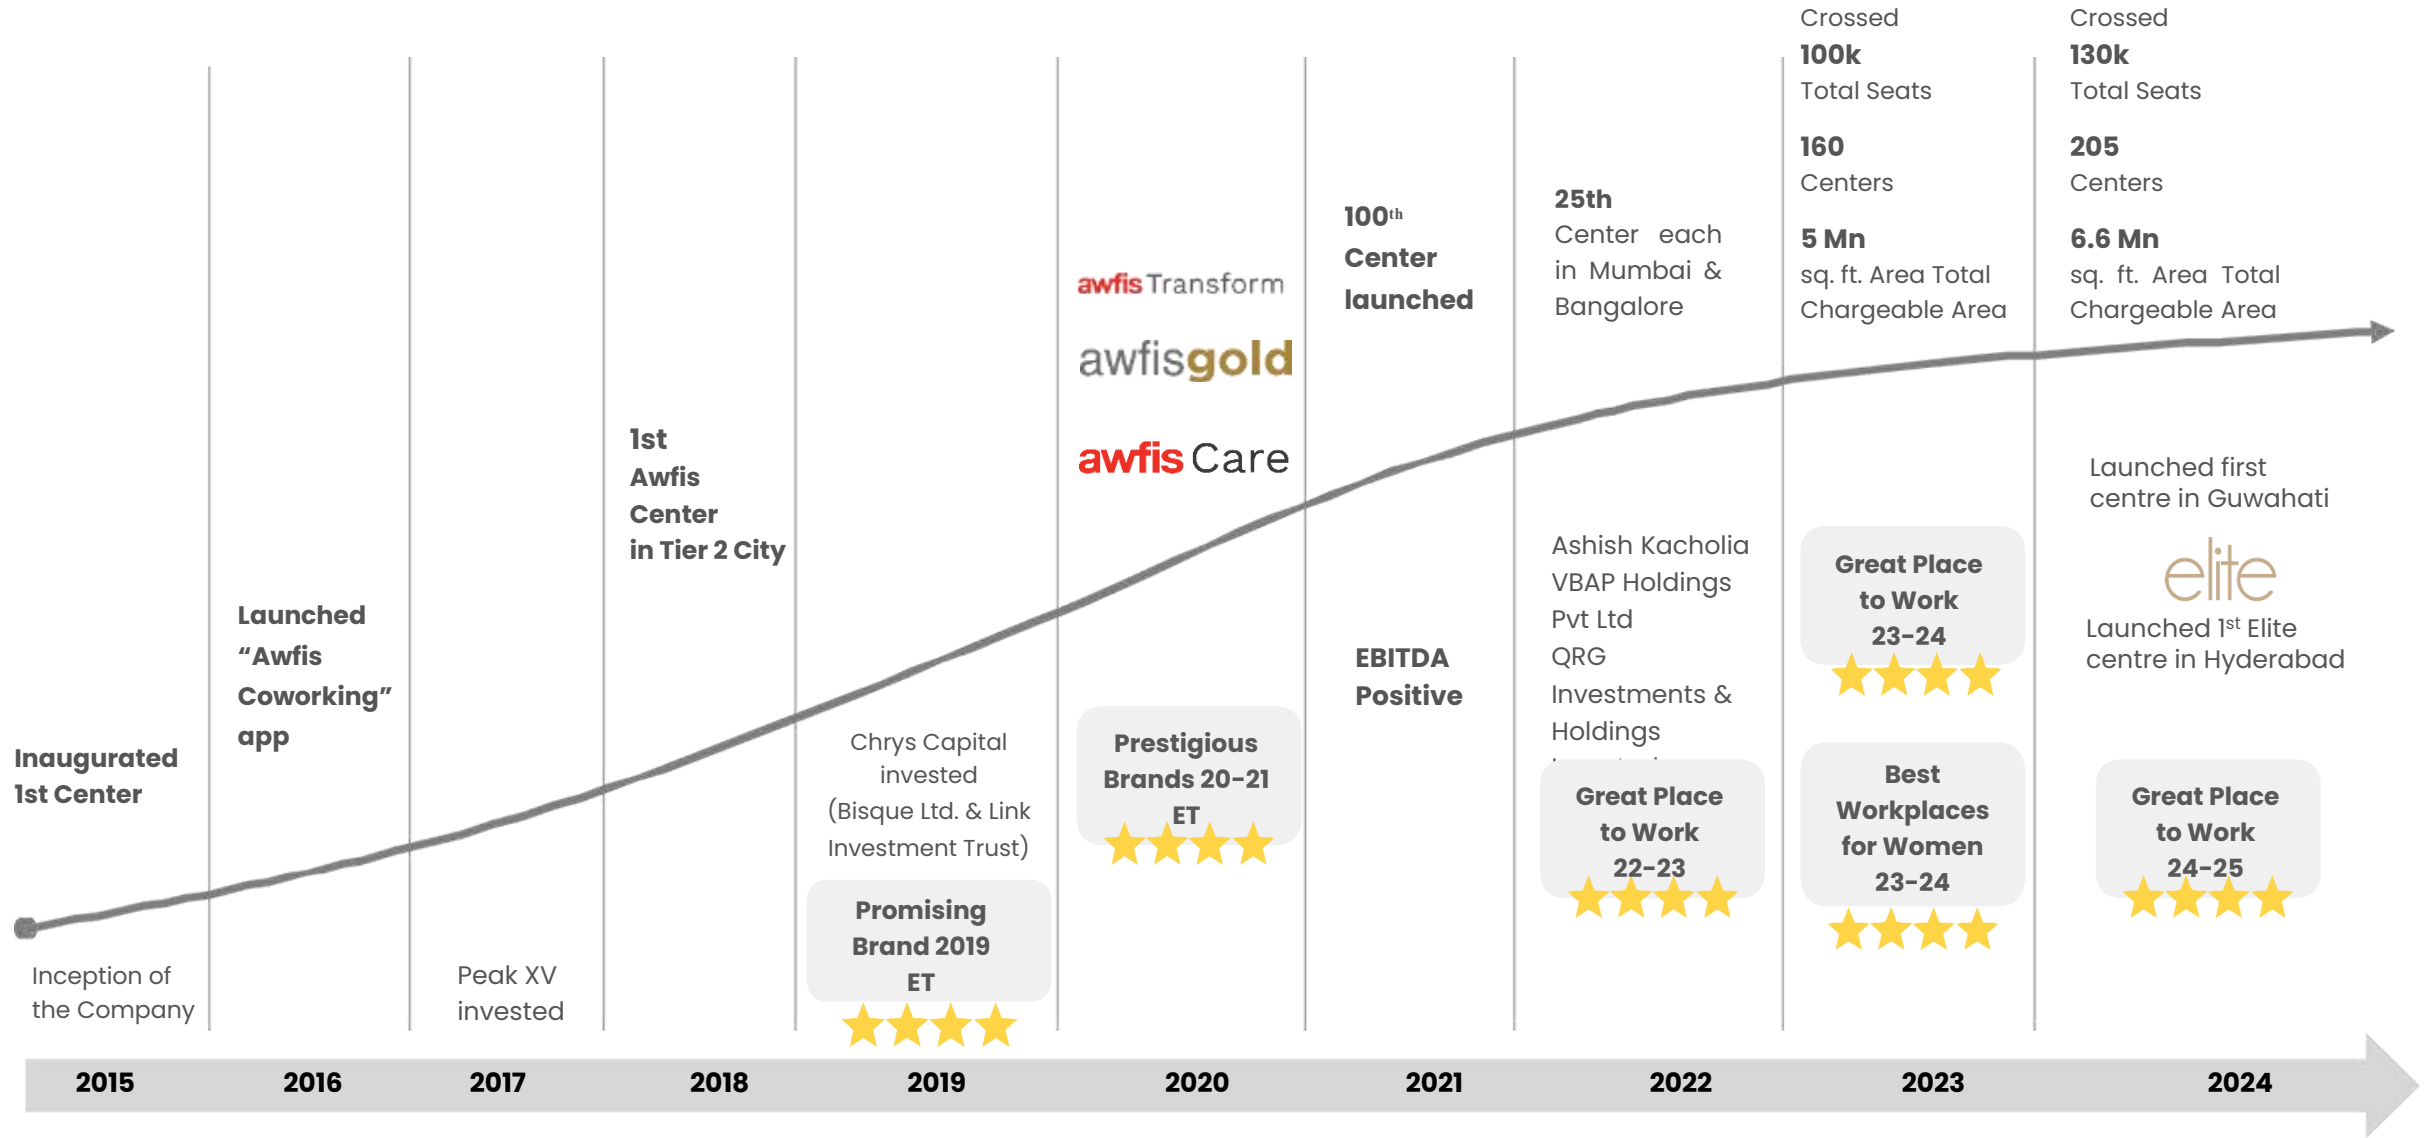 Inaugurated
1st Center
Inception of
the Company
Launched
“Awfis
Coworking”
app
Peak XV
invested
1st
Awfis
Center
in Tier 2 City
Chrys Capital
invested
(Bisque Ltd. & Link
Investment Trust)
Promising
Brand 2019
ET
awfis Transform
awfisgold
awfis Care
Prestigious
Brands 20-21
ET
100th
Center
launched
EBITDA
Positive
25th
Center each
in Mumbai &
Bangalore
Ashish Kacholia
VBAP Holdings
Pvt Ltd
QRG
Investments &
Holdings
Great Place
to Work
22-23
Crossed
100k
Total Seats
160
Centers
5 Mn
sq. ft. Area Total
Chargeable Area
Great Place
to Work
23-24
Best
Workplaces
for Women
23-24
Crossed
130k
Total Seats
205
Centers
6.6 Mn
sq. ft. Area Total
Chargeable Area
Launched first
centre in Guwahati
elite
Launched 1st Elite
centre in Hyderabad
Great Place
to Work
24-25
2015 2016 2017 2018 2019 2020 2021 2022 2023 2024